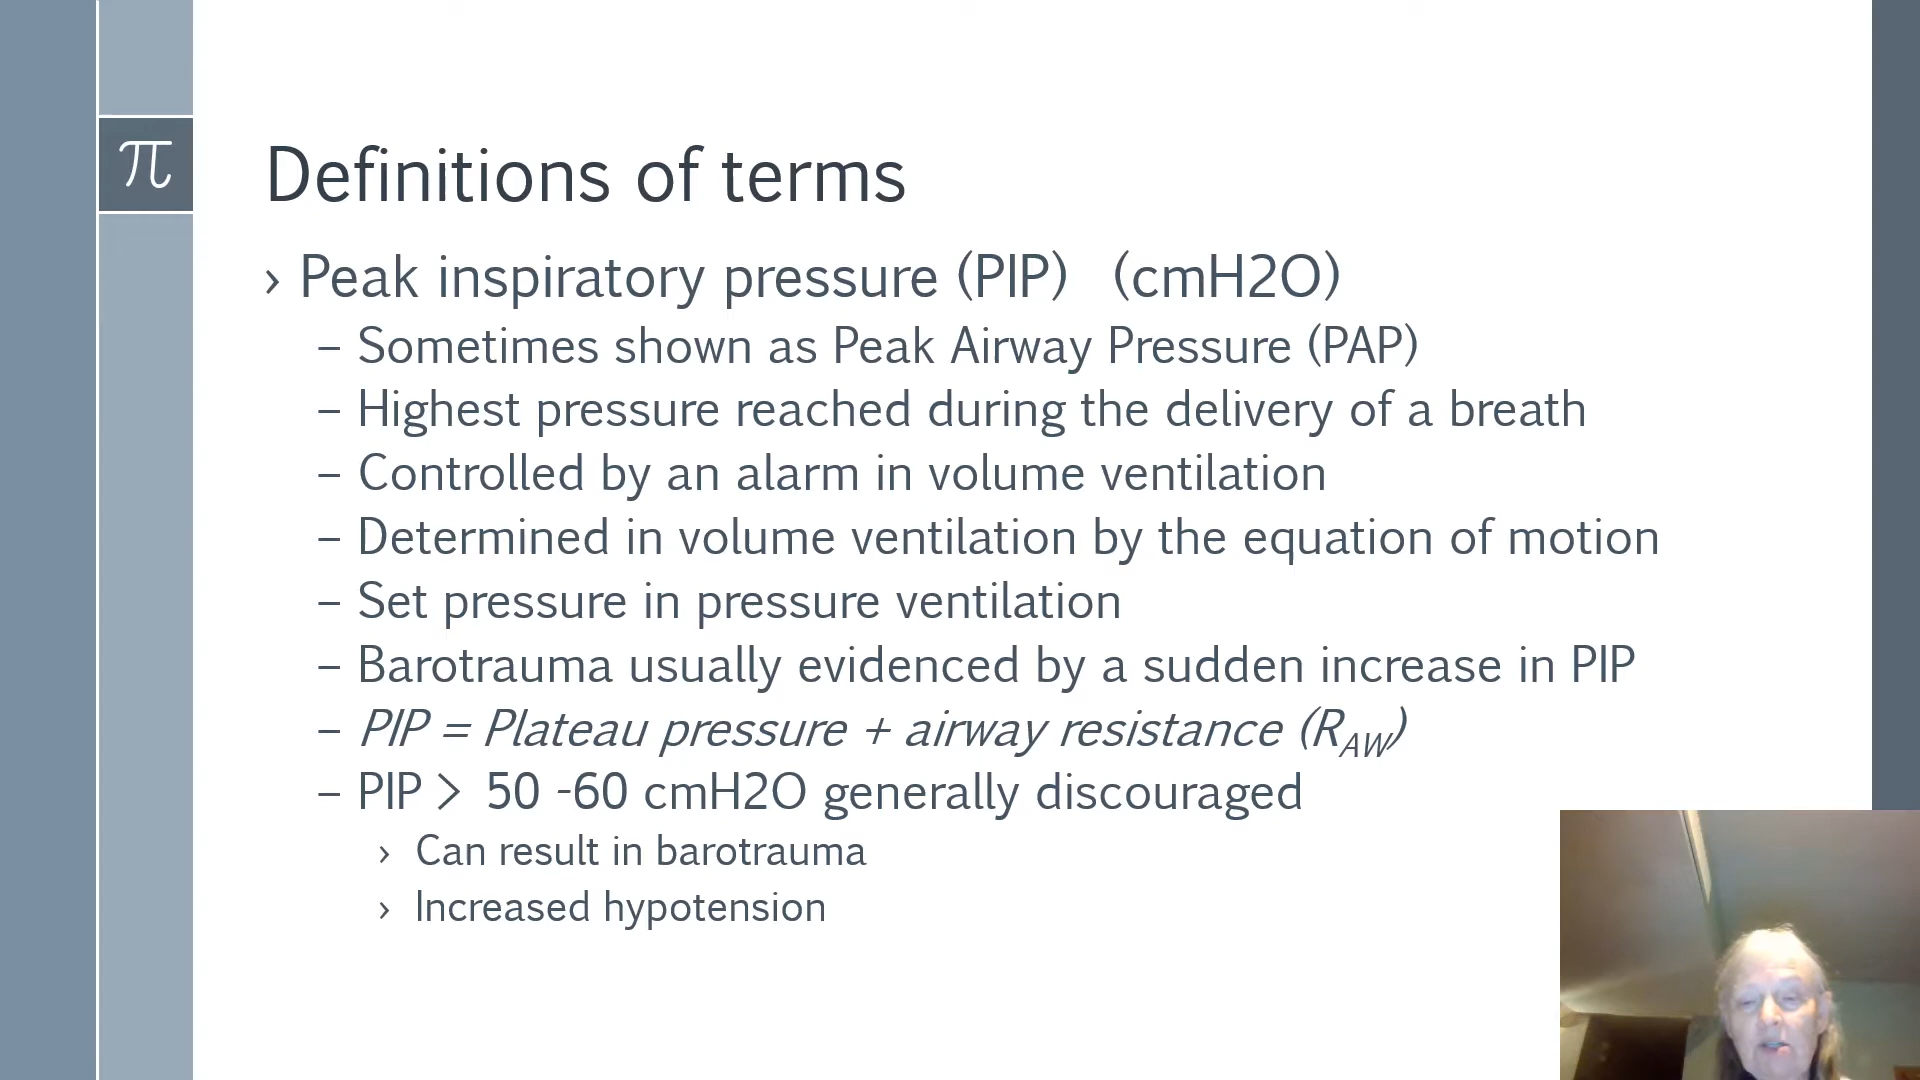 π
Definitions of terms
› Peak inspiratory pressure (PIP) (cmH2O)
– Sometimes shown as Peak Airway Pressure (PAP)
– Highest pressure reached during the delivery of a breath
– Controlled by an alarm in volume ventilation
– Determined in volume ventilation by the equation of motion
– Set pressure in pressure ventilation
– Barotrauma usually evidenced by a sudden increase in PIP
– PIP = Plateau pressure + airway resistance (RAW)
– PIP > 50 -60 cmH2O generally discouraged
› Can result in barotrauma
› Increased hypotension